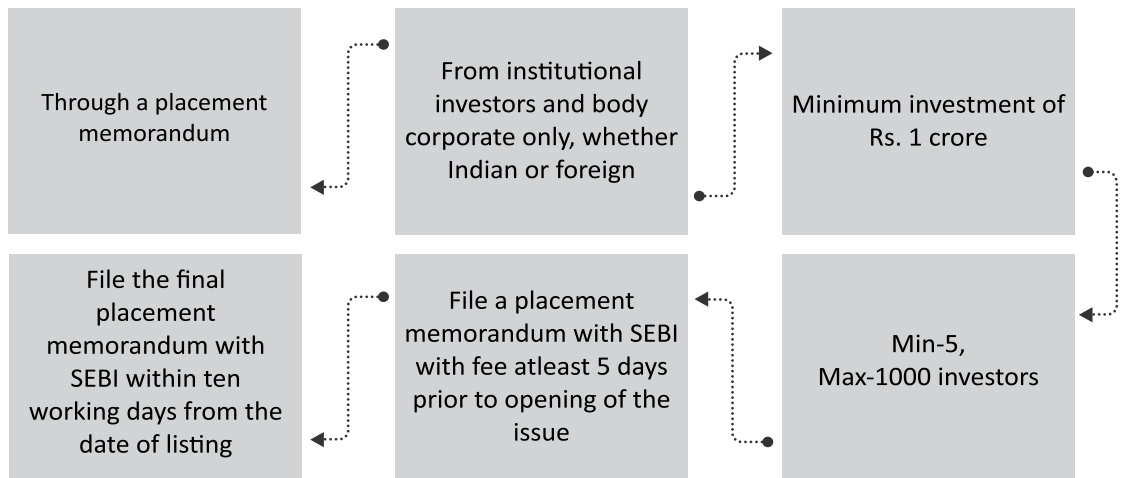 Through a placement
memorandum
From institutional
investors and body
corporate only, whether
Indian or foreign
Minimum investment of
Rs. 1 crore
Min-5,
Max-1000 investors
File a placement
memorandum with SEBI
with fee atleast 5 days
prior to opening of the
issue
File the final
placement
memorandum with
SEBI within ten
working days from the
date of listing